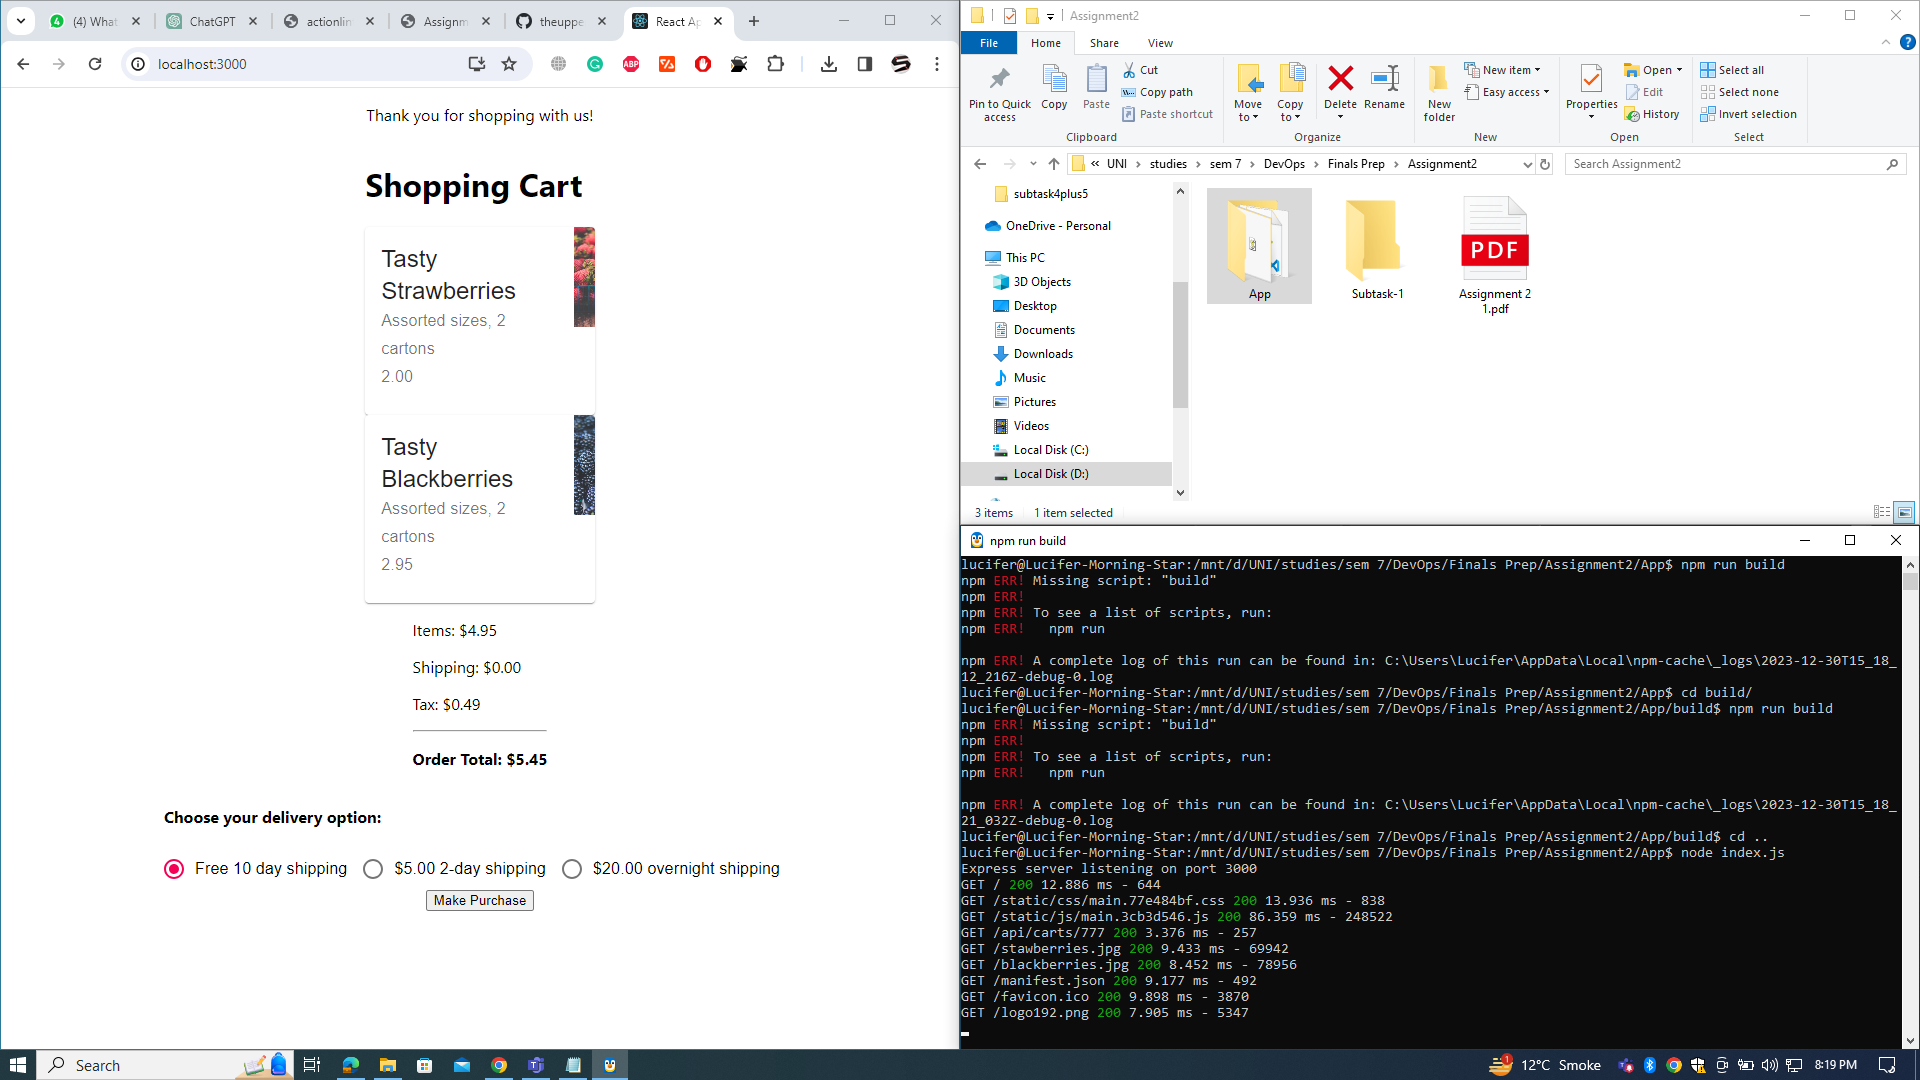 (4) What
ChatGPT
actionlin
Assignm
theuppe
React Ap
localhost:3000
ABP
Thank you for shopping with us!
Shopping Cart
Tasty
Strawberries
Assorted sizes, 2
cartons
2.00
Tasty
Blackberries
Assorted sizes, 2
cartons
2.95
Items: $4.95
Shipping: $0.00
Tax: $0.49
Order Total: $5.45
Choose your delivery option:
Free 10 day shipping
$5.00 2-day shipping
$20.00 overnight shipping
Make Purchase
Assignment2
File
Home
Share
View
Pin to Quick
access
Copy
Paste
Cut
Copy path
Paste shortcut
Clipboard
Move
to
Copy
to
Delete
Rename
Organize
New
folder
New item
Easy access
New
Properties
Open
Edit
History
Open
Select all
Select none
Invert selection
Select
« UNI › studies › sem 7 › DevOps › Finals Prep › Assignment2
Search Assignment2
subtask4plus5
OneDrive - Personal
This PC
3D Objects
Desktop
Documents
Downloads
Music
Pictures
Videos
Local Disk (C:)
Local Disk (D:)
App
Subtask-1
PDF
Assignment 2
1.pdf
3 items
1 item selected
npm run build
lucifer@Lucifer-Morning-Star:/mnt/d/UNI/studies/sem 7/DevOps/Finals Prep/Assignment2/App$ npm run build
npm ERR! Missing script: "build"
npm ERR!
npm ERR! To see a list of scripts, run:
npm ERR!   npm run
npm ERR! A complete log of this run can be found in: C:\Users\Lucifer\AppData\Local\npm-cache\_logs\2023-12-30T15_18_
12_216Z-debug-0.log
lucifer@Lucifer-Morning-Star:/mnt/d/UNI/studies/sem 7/DevOps/Finals Prep/Assignment2/App$ cd build/
lucifer@Lucifer-Morning-Star:/mnt/d/UNI/studies/sem 7/DevOps/Finals Prep/Assignment2/App/build$ npm run build
npm ERR! Missing script: "build"
npm ERR!
npm ERR! To see a list of scripts, run:
npm ERR!   npm run
npm ERR! A complete log of this run can be found in: C:\Users\Lucifer\AppData\Local\npm-cache\_logs\2023-12-30T15_18_
21_032Z-debug-0.log
lucifer@Lucifer-Morning-Star:/mnt/d/UNI/studies/sem 7/DevOps/Finals Prep/Assignment2/App/build$ cd ..
lucifer@Lucifer-Morning-Star:/mnt/d/UNI/studies/sem 7/DevOps/Finals Prep/Assignment2/App$ node index.js
Express server listening on port 3000
GET / 200 12.886 ms - 644
GET /static/css/main.77e484bf.css 200 13.936 ms - 838
GET /static/js/main.3cb3d546.js 200 86.359 ms - 248522
GET /api/carts/777 200 3.376 ms - 257
GET /stawberries.jpg 200 9.433 ms - 69942
GET /blackberries.jpg 200 8.452 ms - 78956
GET /manifest.json 200 9.177 ms - 492
GET /favicon.ico 200 9.898 ms - 3870
GET /logo192.png 200 7.905 ms - 5347
Search
1
12°C Smoke
8:19 PM